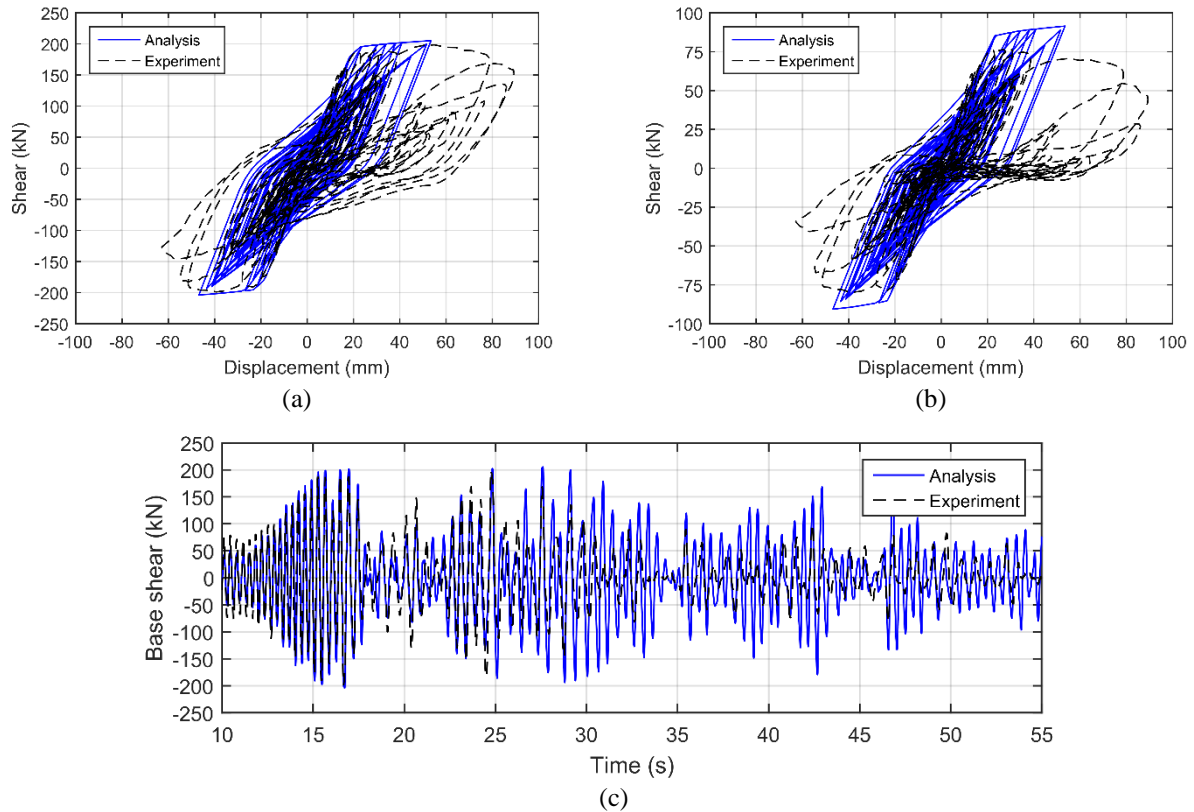 250
200
150
100
50
0
-50
-100
-150
-200
-250
Shear (kN)
Analysis
Experiment
-100 -80 -60 -40 -20 0 20 40 60 80 100
Displacement (mm)
(a)
100
75
50
25
0
-25
-50
-75
-100
Shear (kN)
Analysis
Experiment
-100 -80 -60 -40 -20 0 20 40 60 80 100
Displacement (mm)
(b)
250
200
150
100
50
0
-50
-100
-150
-200
-250
Base shear (kN)
Analysis
Experiment
10 15 20 25 30 35 40 45 50 55
Time (s)
(c)